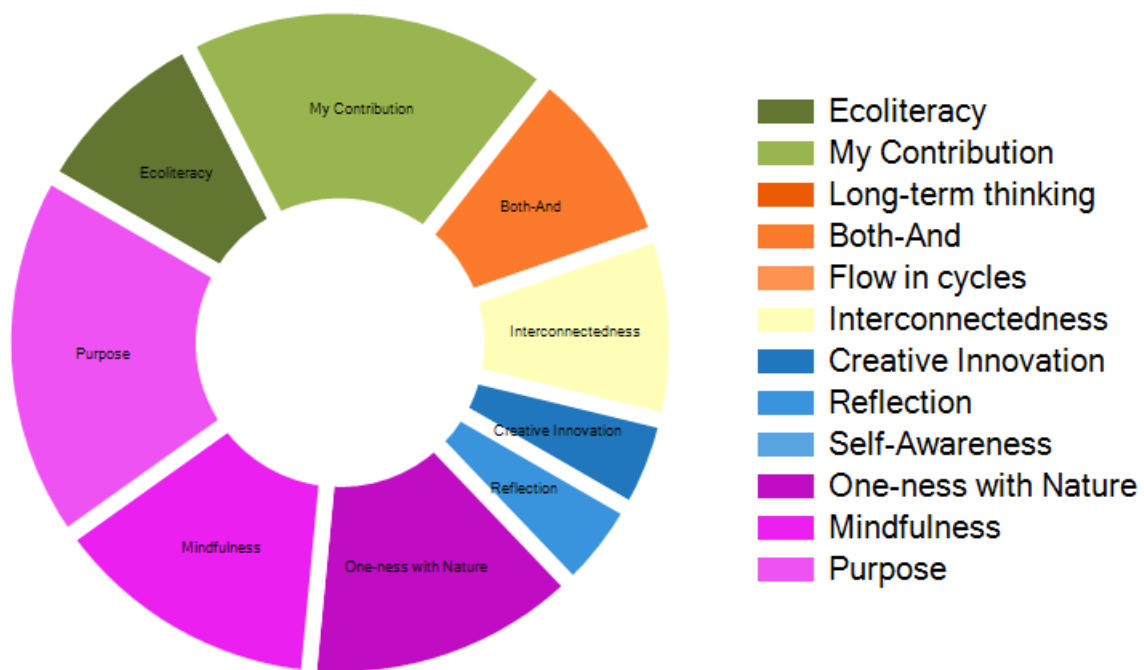 My Contribution
Ecoliteracy
Both-And
Interconnectedness
Purpose
Creative Innovation
Reflection
Mindfulness
One-ness with Nature
Ecoliteracy
My Contribution
Long-term thinking
Both-And
Flow in cycles
Interconnectedness
Creative Innovation
Reflection
Self-Awareness
One-ness with Nature
Mindfulness
Purpose